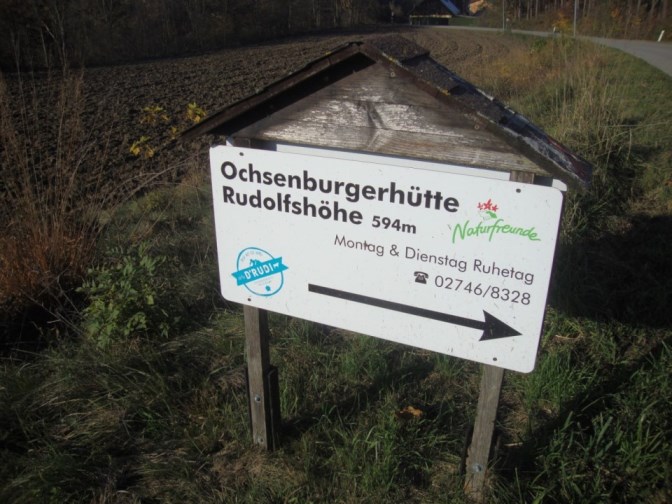 Ochsenburgerhütte
Rudolfshöhe 594m
Naturfreunde
Montag & Dienstag Ruhetag
☎ 02746/8328
D'RUDI